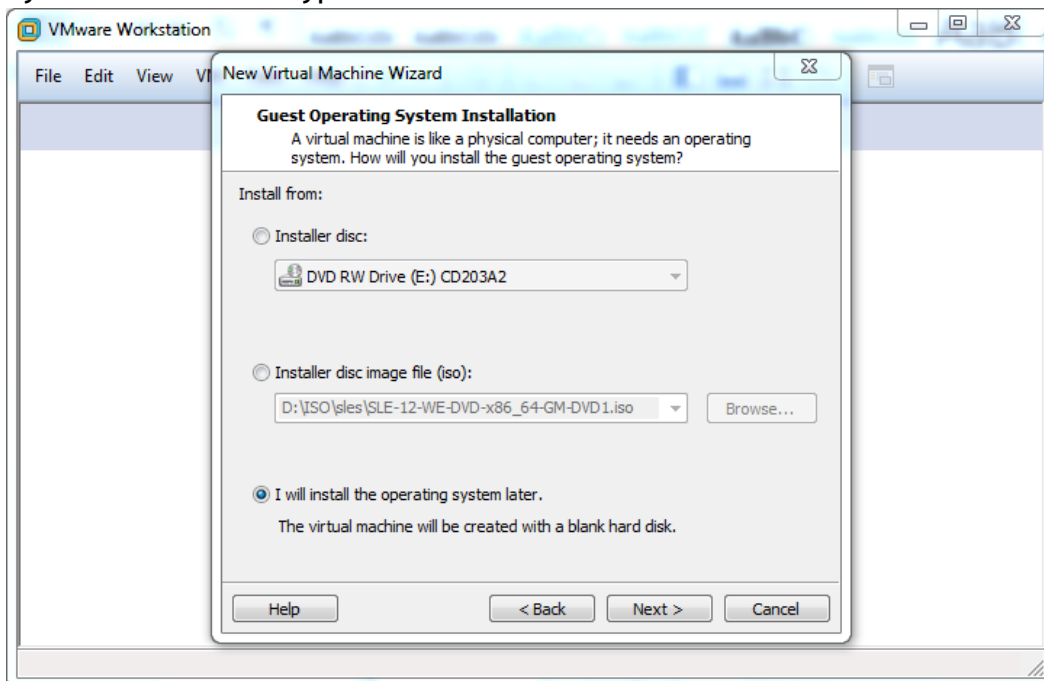 VMware Workstation
File Edit View
New Virtual Machine Wizard
Guest Operating System Installation
A virtual machine is like a physical computer; it needs an operating
system. How will you install the guest operating system?
Install from:
Installer disc:
DVD RW Drive (E:) CD203A2
Installer disc image file (iso):
D:\ISO\sles\SLE-12-WE-DVD-x86_64-GM-DVD1.iso
Browse...
I will install the operating system later.
The virtual machine will be created with a blank hard disk.
Help
< Back
Next >
Cancel